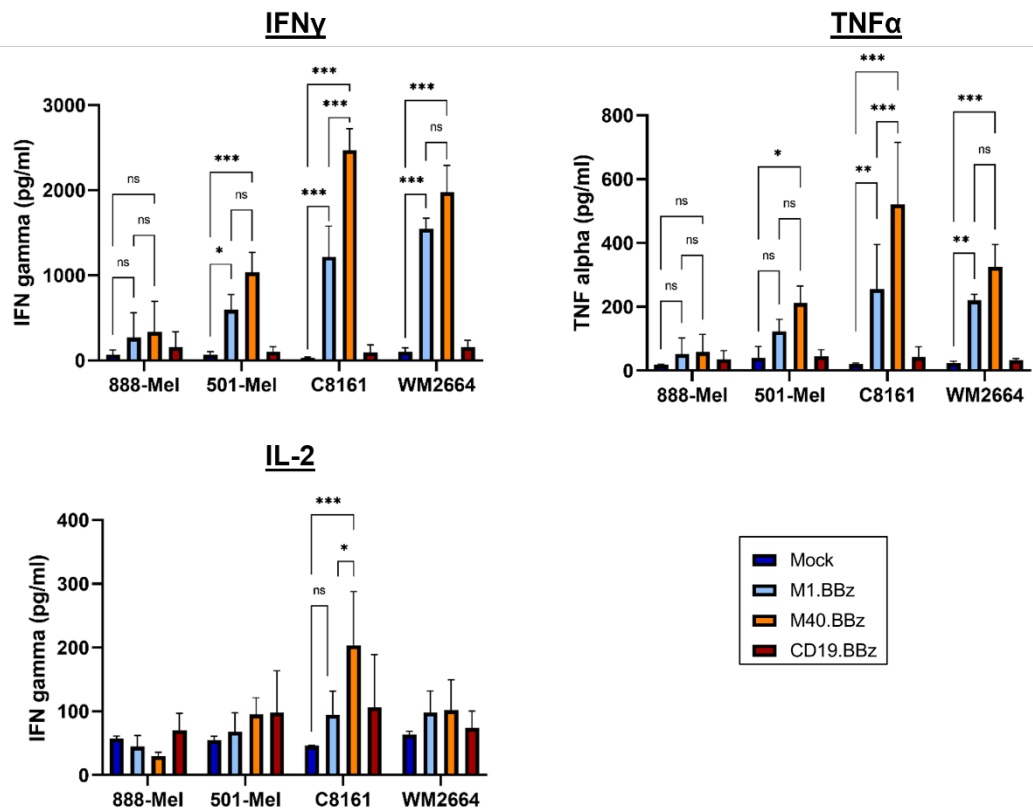 IFNγ
IFN gamma (pg/ml)
3000
2000
1000
0
ns
ns
ns
***
ns
*
***
***
***
***
ns
***
888-Mel 501-Mel C8161 WM2664
TNFα
TNF alpha (pg/ml)
800
600
400
200
0
ns
ns
ns
*
ns
ns
***
***
**
***
ns
**
888-Mel 501-Mel C8161 WM2664
IL-2
IFN gamma (pg/ml)
400
300
200
100
0
***
*
ns
888-Mel 501-Mel C8161 WM2664
Mock
M1.BBz
M40.BBz
CD19.BBz